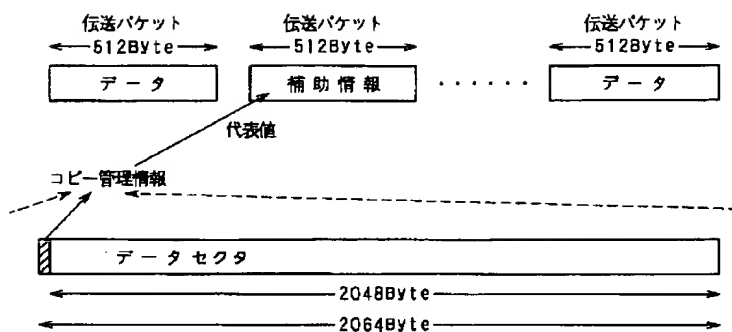 伝送パケット 伝送パケット 伝送パケット
512Byte 512Byte 512Byte
データ 補助情報 ······ データ
代表値
コピー管理情報
データセクタ
2048Byte
2064Byte